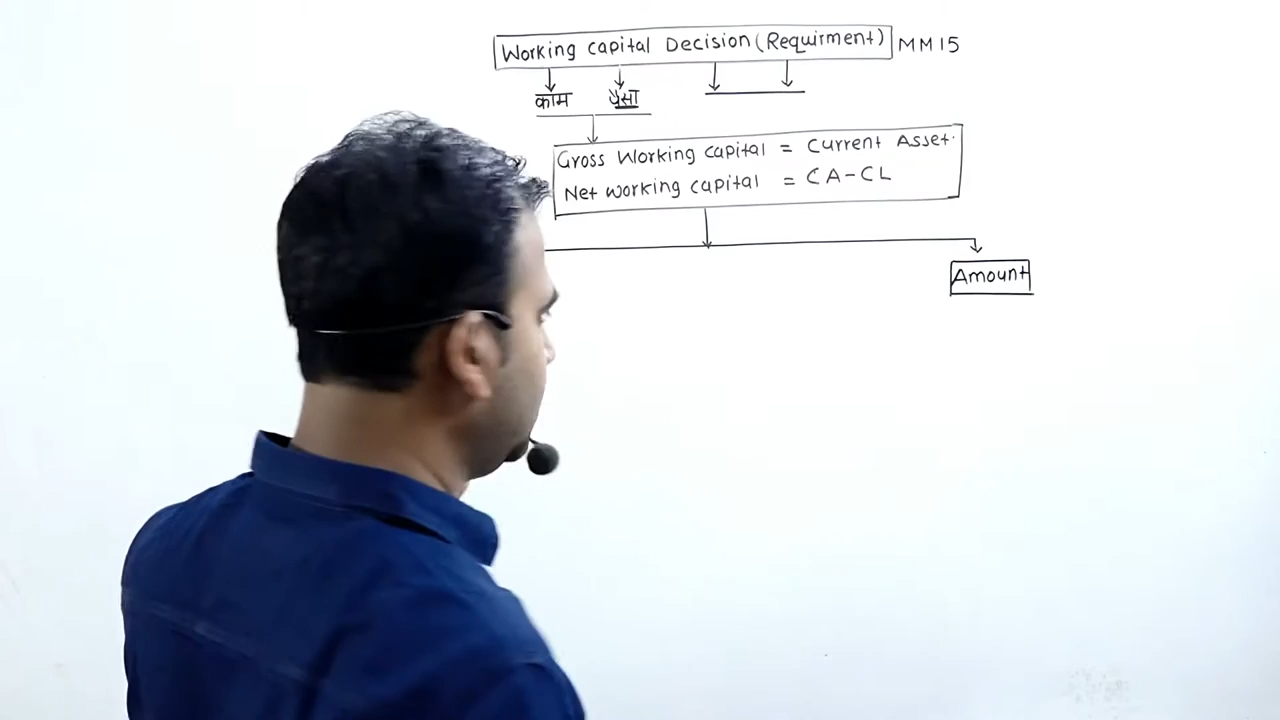 Working Capital Decision (Requirment) MM15
काम पैसा
Gross Working Capital = Current Asset.
Net working capital = CA-CL
Amount